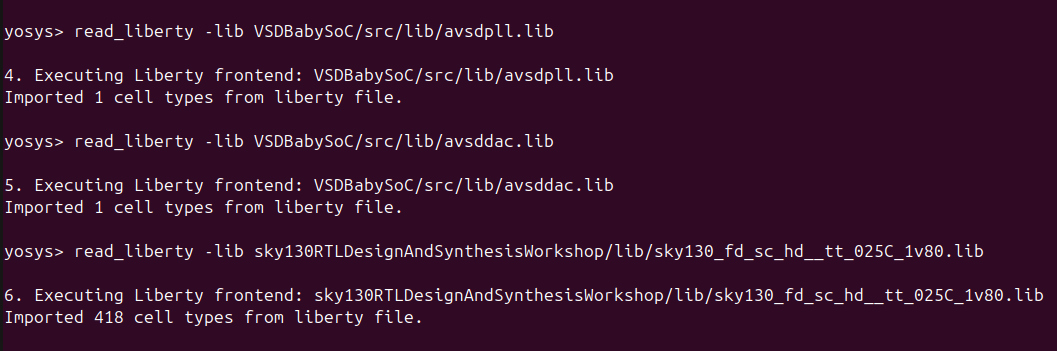 yosys> read_liberty -lib VSDBabySoC/src/lib/avsdpll.lib
4. Executing Liberty frontend: VSDBabySoC/src/lib/avsdpll.lib
Imported 1 cell types from liberty file.
yosys> read_liberty -lib VSDBabySoC/src/lib/avsddac.lib
5. Executing Liberty frontend: VSDBabySoC/src/lib/avsddac.lib
Imported 1 cell types from liberty file.
yosys> read_liberty -lib sky130RTLDesignAndSynthesisWorkshop/lib/sky130_fd_sc_hd__tt_025C_1v80.lib
6. Executing Liberty frontend: sky130RTLDesignAndSynthesisWorkshop/lib/sky130_fd_sc_hd__tt_025C_1v80.lib
Imported 418 cell types from liberty file.